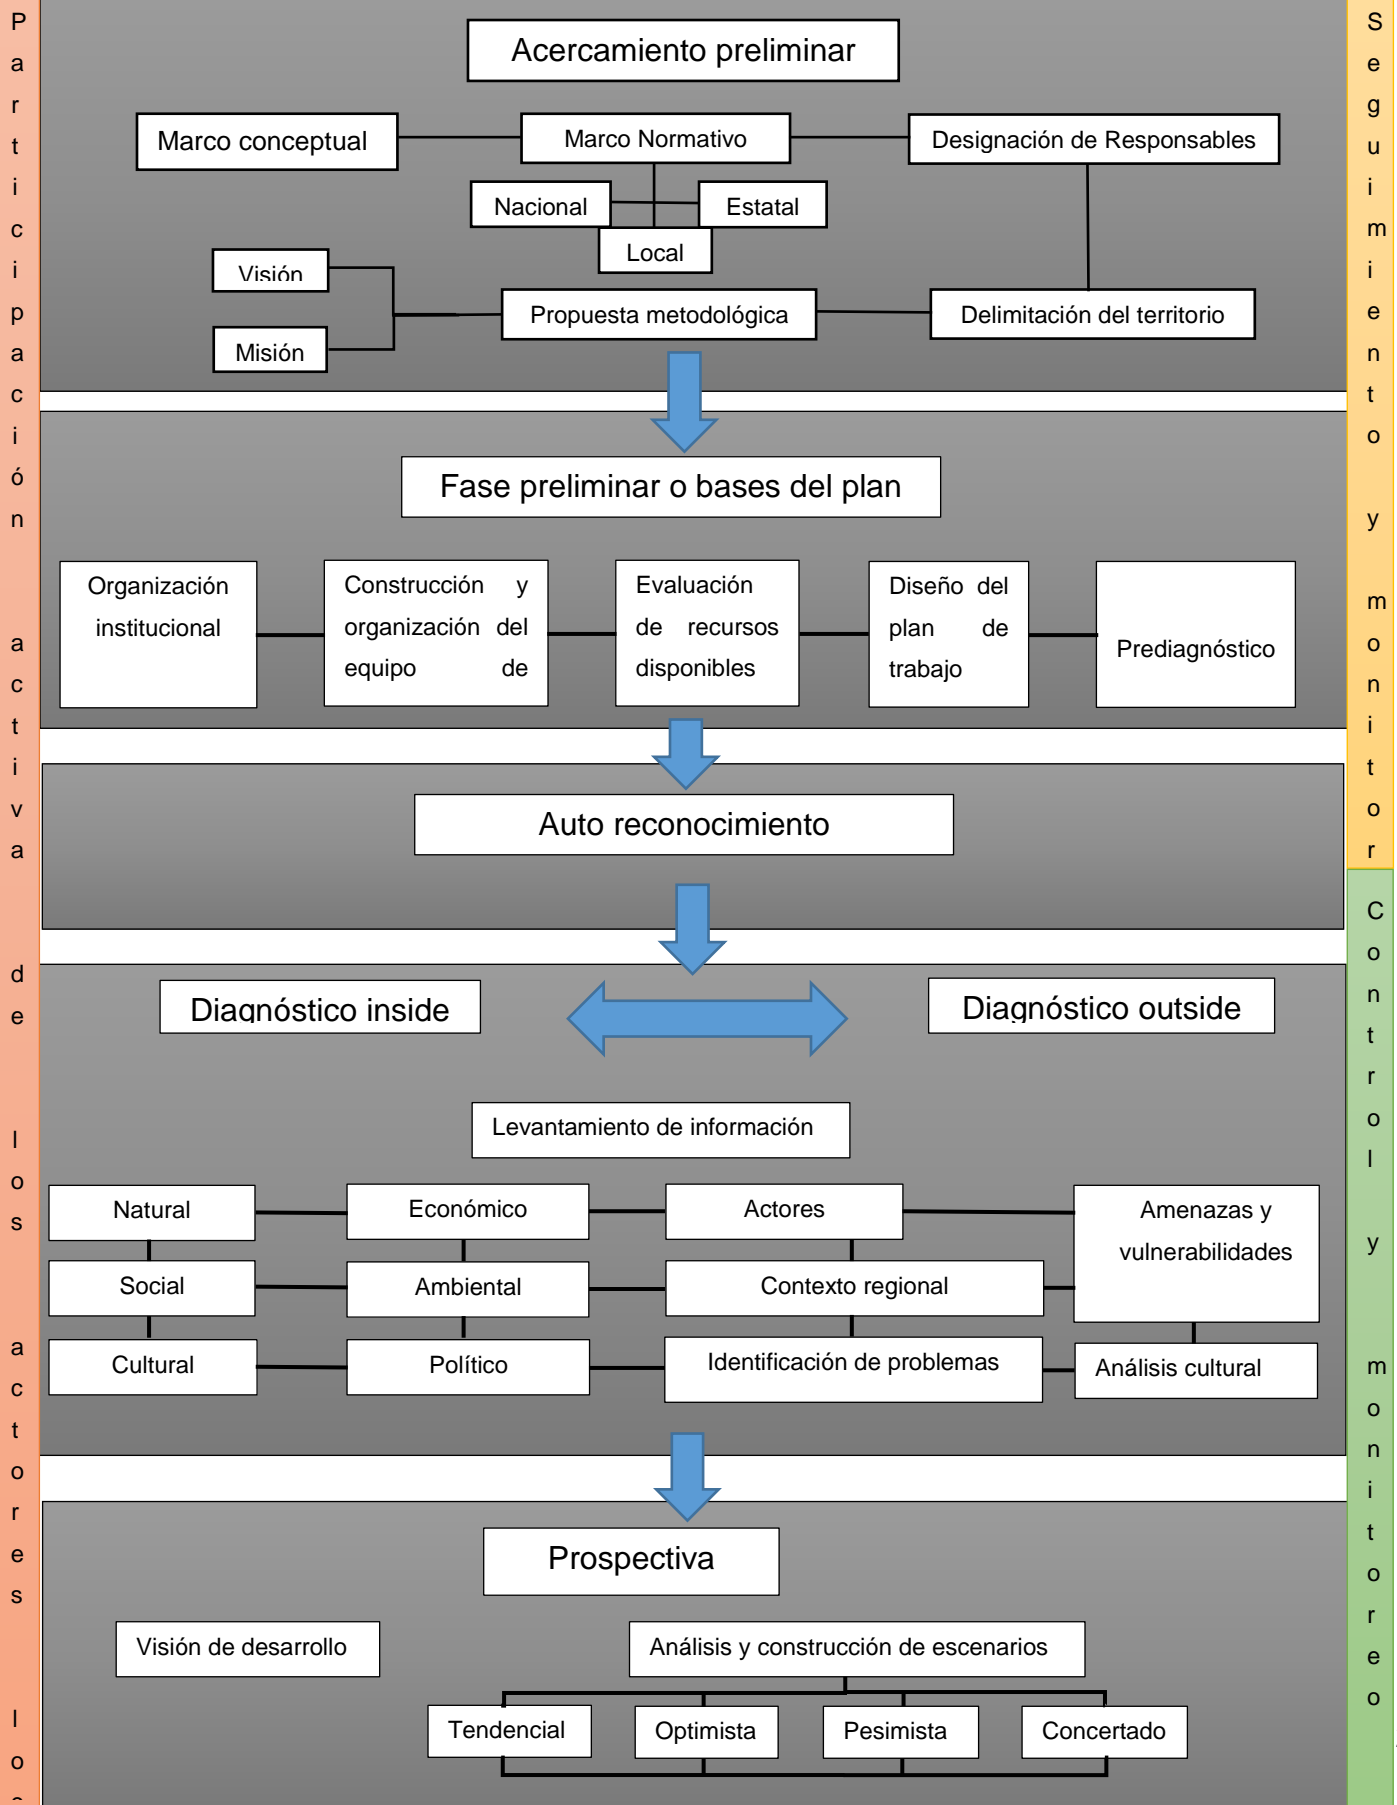 Participación activa de los actores lo
Acercamiento preliminar
Marco conceptual
Marco Normativo
Designación de Responsables
Nacional
Estatal
Local
Visión
Misión
Propuesta metodológica
Delimitación del territorio
Fase preliminar o bases del plan
Organización
institucional
Construcción y
organización del
equipo de
Evaluación
de recursos
disponibles
Diseño del
plan de
trabajo
Prediagnóstico
Auto reconocimiento
Diagnóstico inside
Diagnóstico outside
Levantamiento de información
Natural
Económico
Actores
Amenazas y
vulnerabilidades
Social
Ambiental
Contexto regional
Cultural
Político
Identificación de problemas
Análisis cultural
Prospectiva
Visión de desarrollo
Análisis y construcción de escenarios
Tendencial
Optimista
Pesimista
Concertado
Seguimiento y monitor
Control y monitoreo